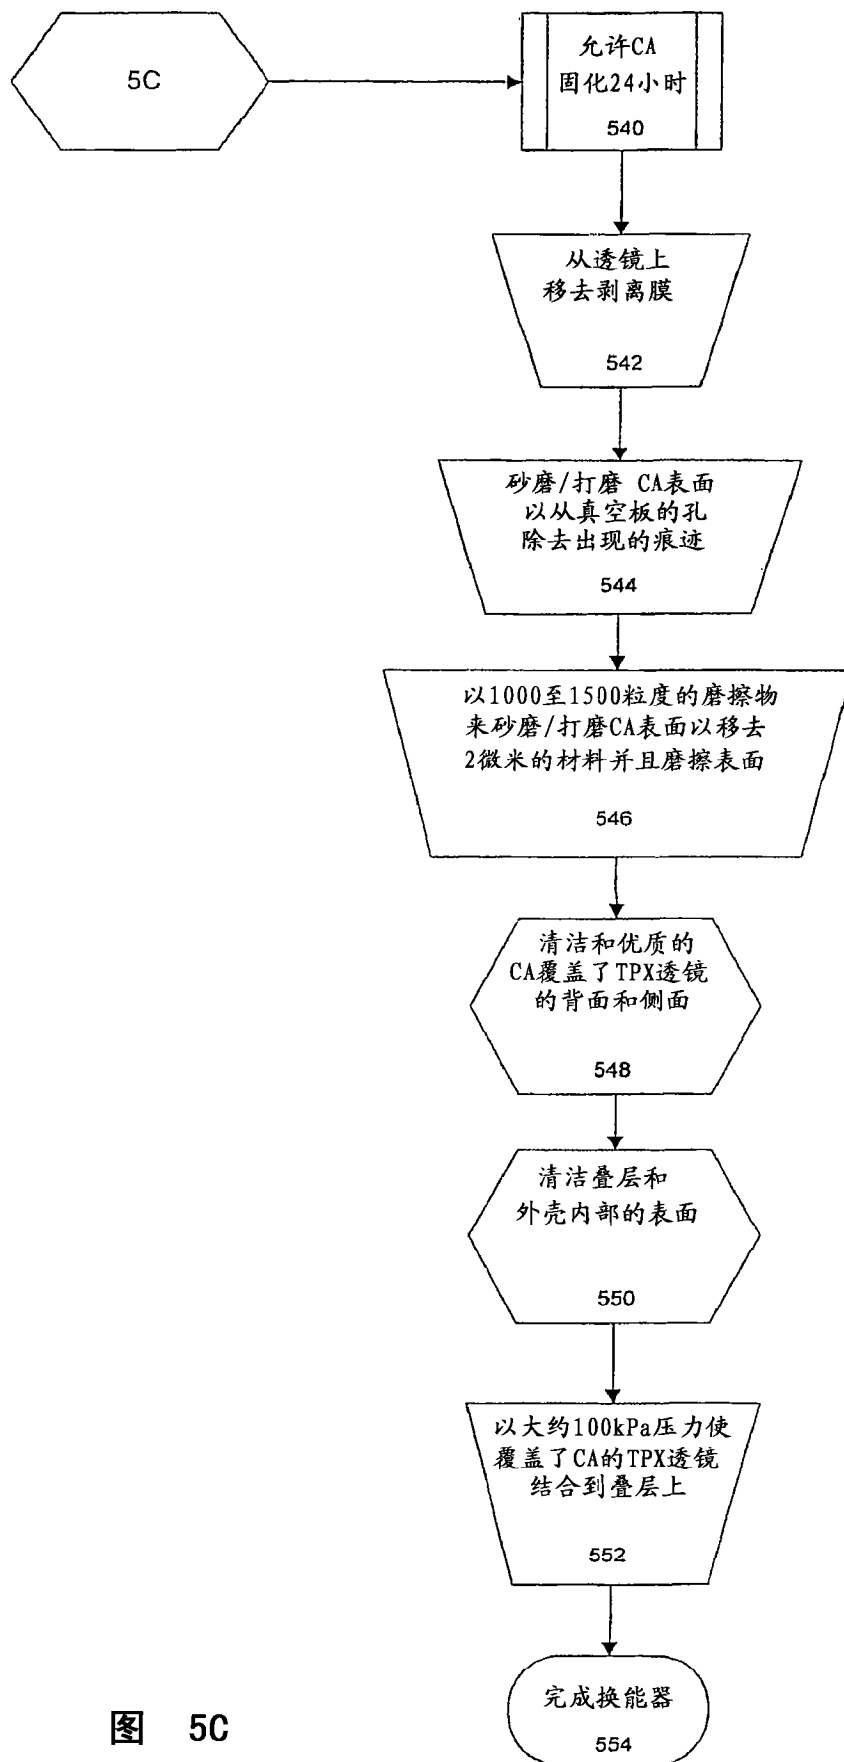 5C
允许CA
固化24小时
540
从透镜上
移去剥离膜
542
砂磨/打磨 CA表面
以从真空板的孔
除去出现的痕迹
544
以1000至1500粒度的磨擦物
来砂磨/打磨CA表面以移去
2微米的材料并且磨擦表面
546
清洁和优质的
CA覆盖了TPX透镜
的背面和侧面
548
清洁叠层和
外壳内部的表面
550
以大约100kPa压力使
覆盖了CA的TPX透镜
结合到叠层上
552
完成换能器
554
图 5C